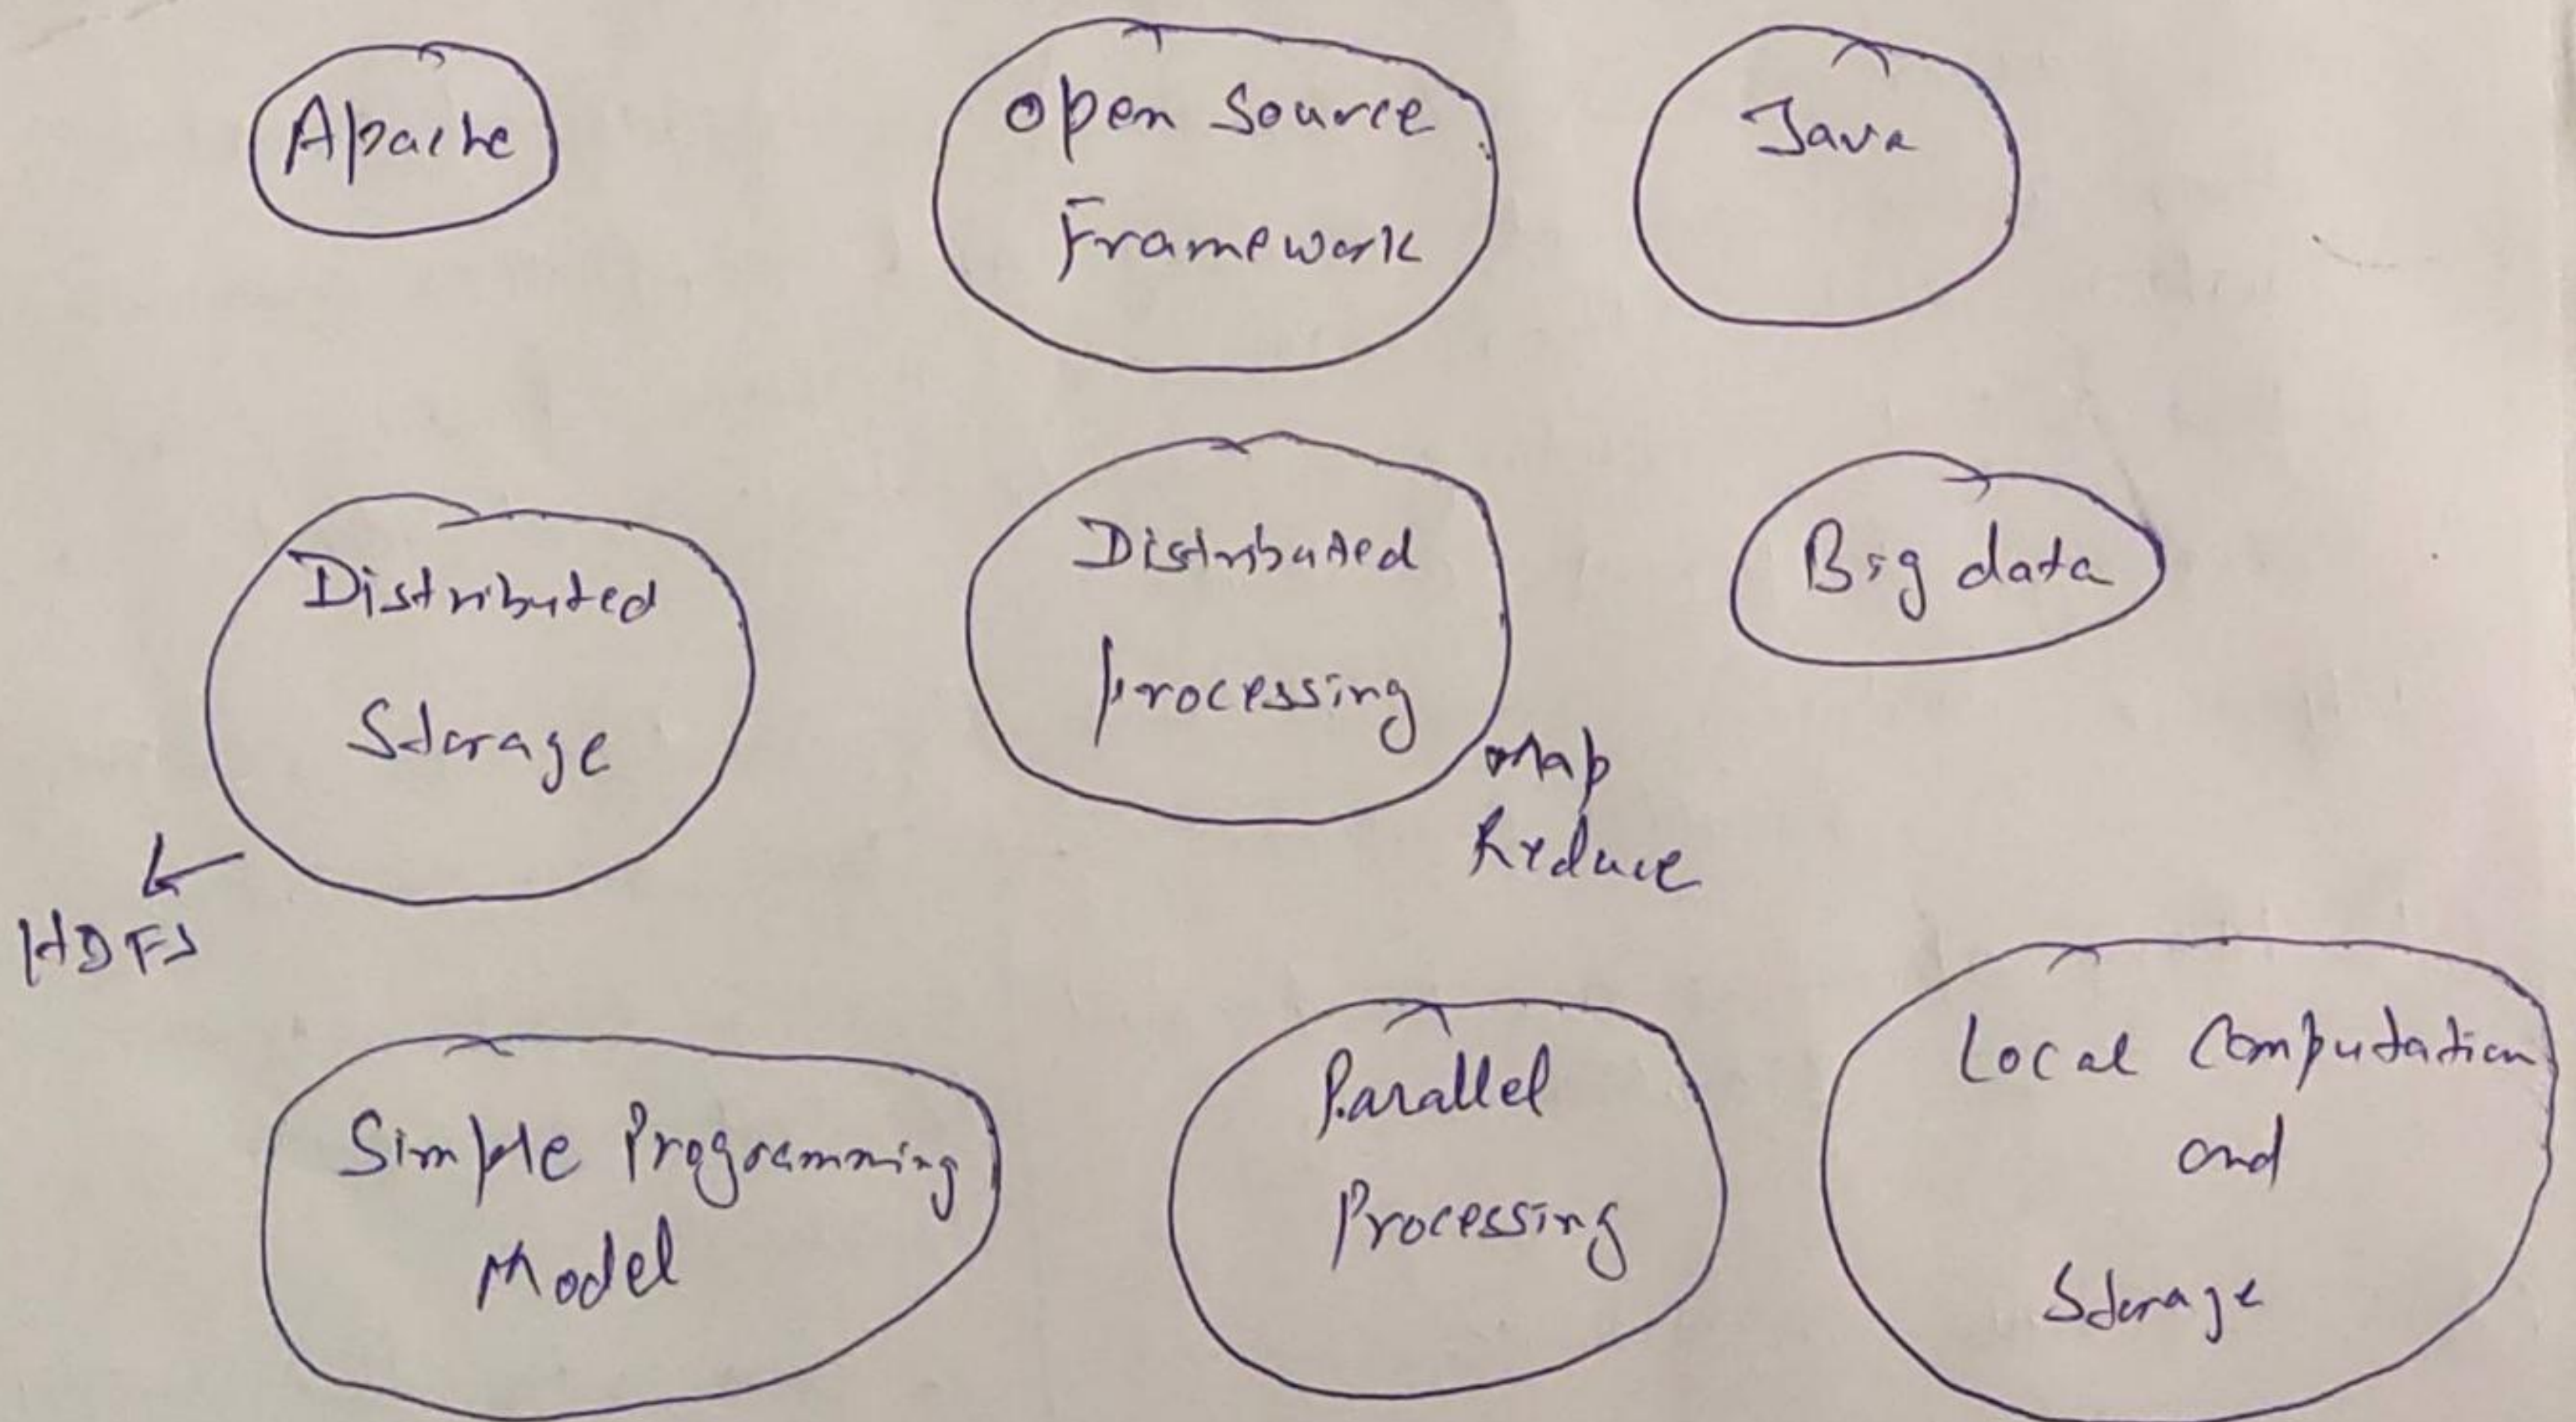 Apache
Open Source
Framework
Java
Distributed
Storage
HDFS
Distributed
Processing
Map
Reduce
Big data
Simple Programming
Model
Parallel
Processing
Local Computation
and
Storage